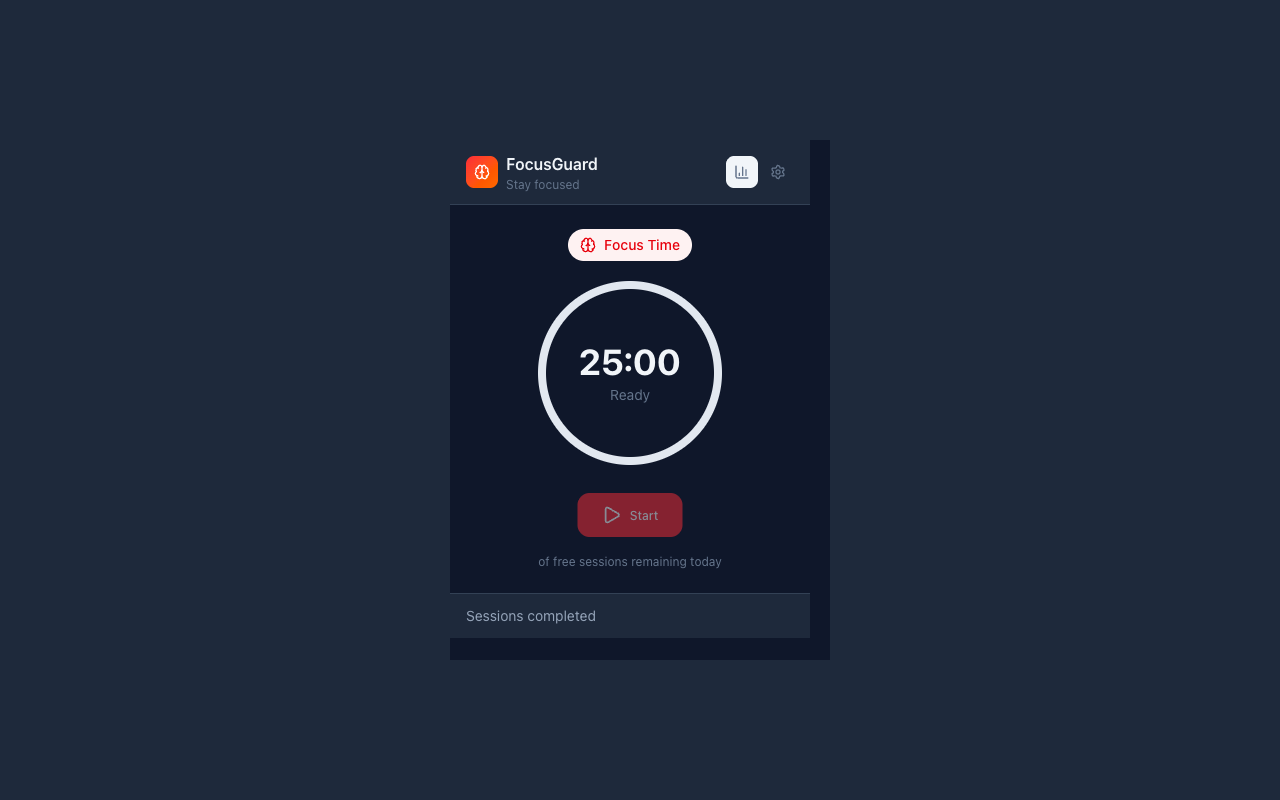 FocusGuard
Stay focused
Focus Time
25:00
Ready
Start
of free sessions remaining today
Sessions completed